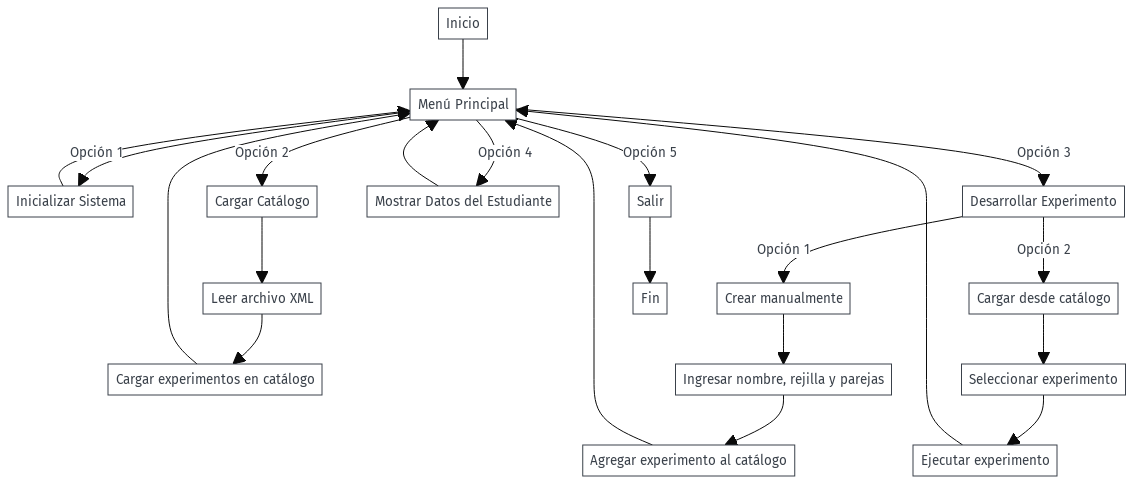 Inicio
Menú Principal
Opción 1
Opción 2
Opción 4
Opción 5
Opción 3
Inicializar Sistema
Cargar Catálogo
Mostrar Datos del Estudiante
Salir
Desarrollar Experimento
Opción 1
Opción 2
Leer archivo XML
Fin
Crear manualmente
Cargar desde catálogo
Cargar experimentos en catálogo
Ingresar nombre, rejilla y parejas
Seleccionar experimento
Agregar experimento al catálogo
Ejecutar experimento